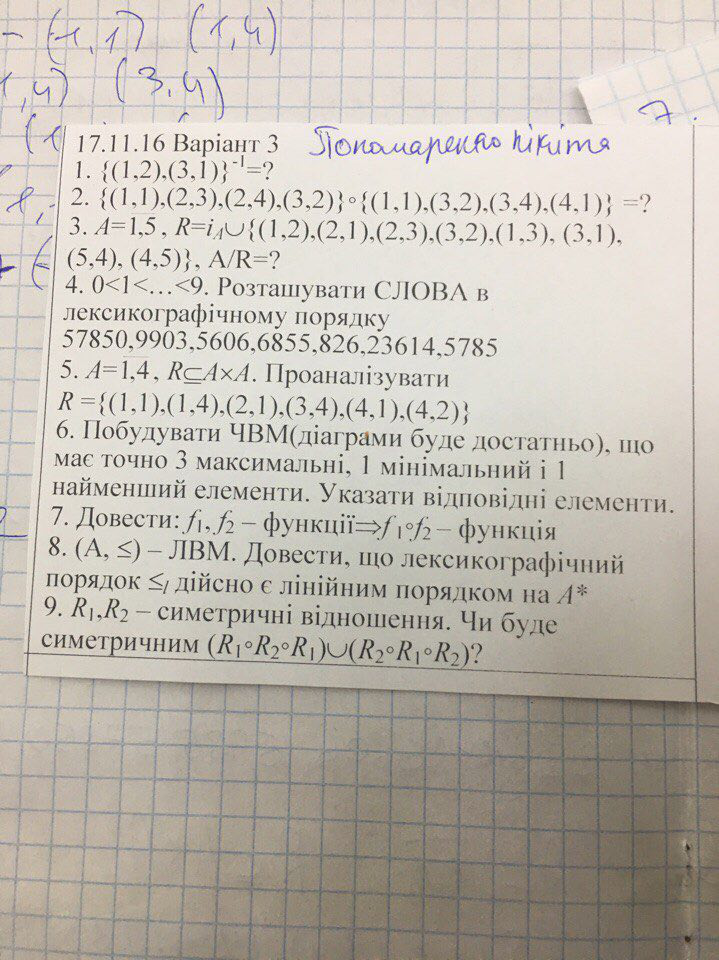 (-1,1) (1,4)
1,4) (3,4)
7.
17.11.16 Варіант 3 Пономаренко Нікіта
1. {(1,2),(3,1)}⁻¹=?
2. {(1,1),(2,3),(2,4),(3,2)}∘{(1,1),(3,2),(3,4),(4,1)} =?
3. A=1,5 , R=i_A∪{(1,2),(2,1),(2,3),(3,2),(1,3), (3,1),
(5,4), (4,5)}, A/R=?
4. 0<1<…<9. Розташувати СЛОВА в
лексикографічному порядку
57850,9903,5606,6855,826,23614,5785
5. A=1,4 , R⊆A×A. Проаналізувати
R ={(1,1),(1,4),(2,1),(3,4),(4,1),(4,2)}
6. Побудувати ЧВМ(діаграми буде достатньо), що
має точно 3 максимальні, 1 мінімальний і 1
найменший елементи. Указати відповідні елементи.
7. Довести: f₁, f₂ – функції⇒f₁∘f₂ – функція
8. (A, ≤) – ЛВМ. Довести, що лексикографічний
порядок ≤_l дійсно є лінійним порядком на A*
9. R₁,R₂ – симетричні відношення. Чи буде
симетричним (R₁∘R₂∘R₁)∪(R₂∘R₁∘R₂)?